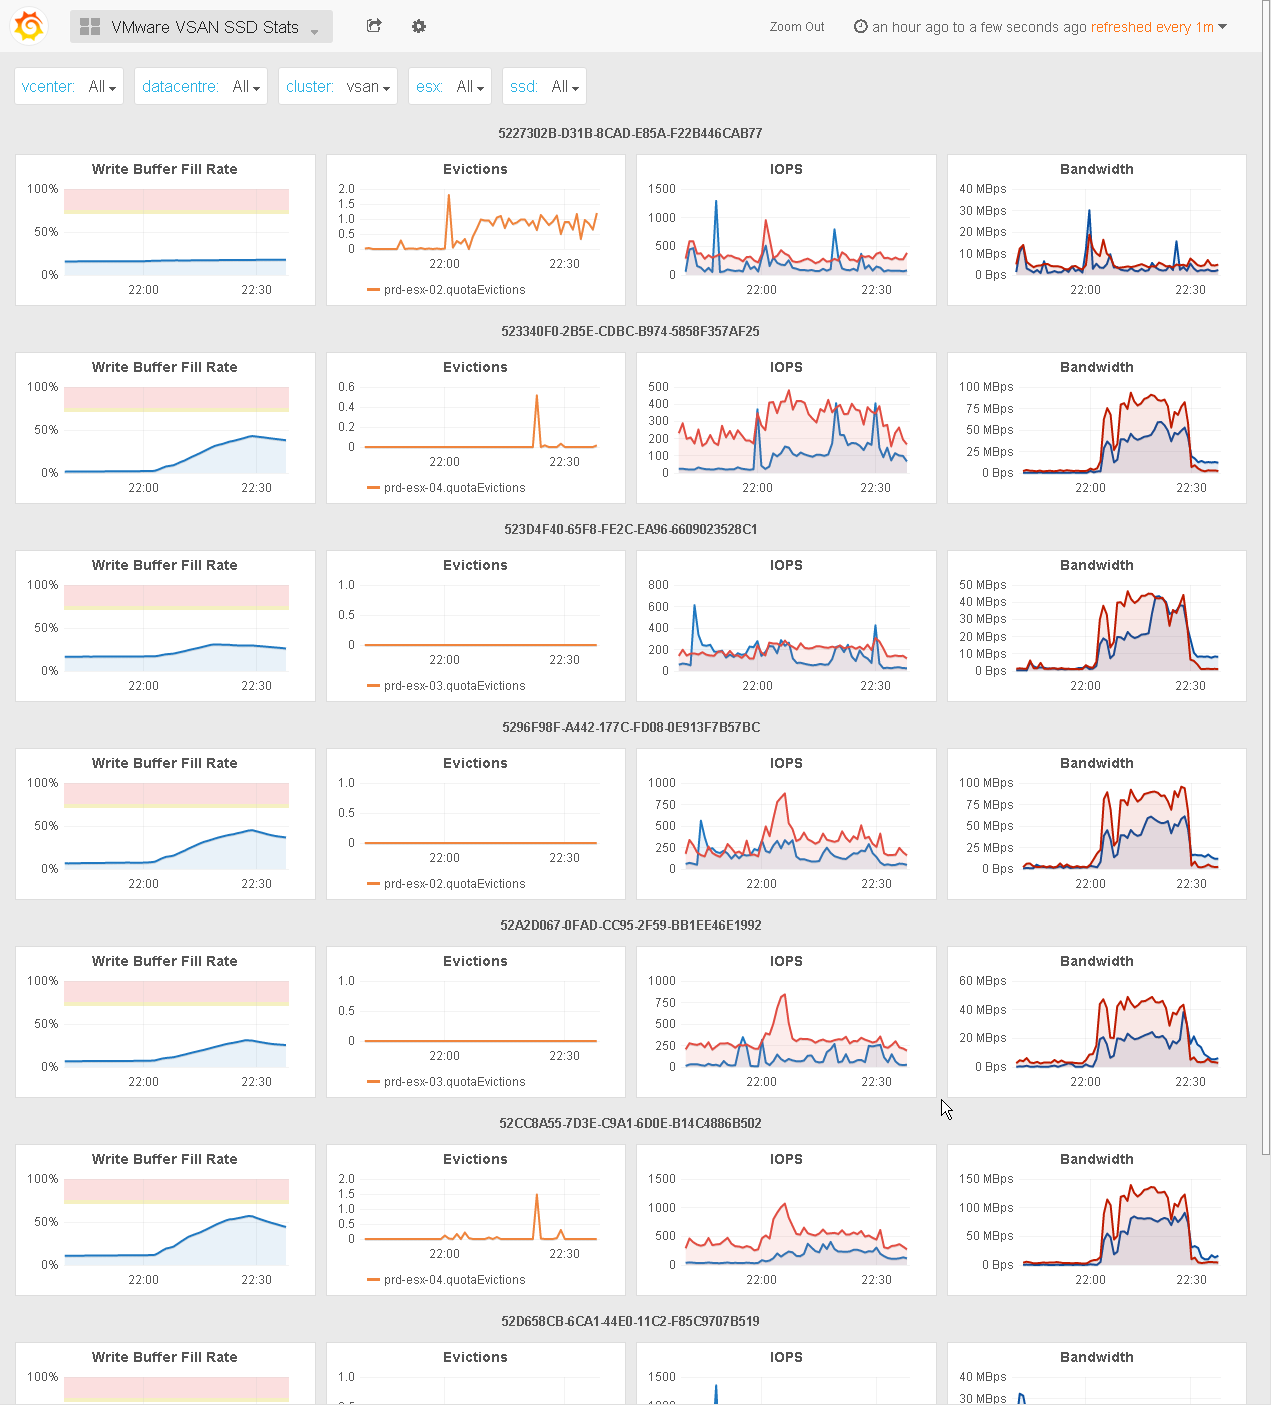 VMware VSAN SSD Stats
Zoom Out
an hour ago to a few seconds ago refreshed every 1m
vcenter: All
datacentre: All
cluster: vsan
esx: All
ssd: All
5227302B-D31B-8CAD-E85A-F22B446CAB77
Write Buffer Fill Rate
100%
50%
0%
22:00 22:30
Evictions
2.0
1.5
1.0
0.5
0
22:00 22:30
prd-esx-02.quotaEvictions
IOPS
1500
1000
500
0
22:00 22:30
Bandwidth
40 MBps
30 MBps
20 MBps
10 MBps
0 Bps
22:00 22:30
523340F0-2B5E-CDBC-B974-5858F357AF25
Write Buffer Fill Rate
100%
50%
0%
22:00 22:30
Evictions
0.6
0.4
0.2
0
22:00 22:30
prd-esx-04.quotaEvictions
IOPS
500
400
300
200
100
0
22:00 22:30
Bandwidth
100 MBps
75 MBps
50 MBps
25 MBps
0 Bps
22:00 22:30
523D4F40-65F8-FE2C-EA96-6609023528C1
Write Buffer Fill Rate
100%
50%
0%
22:00 22:30
Evictions
1.0
0.5
0
22:00 22:30
prd-esx-03.quotaEvictions
IOPS
800
600
400
200
0
22:00 22:30
Bandwidth
50 MBps
40 MBps
30 MBps
20 MBps
10 MBps
0 Bps
22:00 22:30
5296F98F-A442-177C-FD08-0E913F7B57BC
Write Buffer Fill Rate
100%
50%
0%
22:00 22:30
Evictions
1.0
0.5
0
22:00 22:30
prd-esx-02.quotaEvictions
IOPS
1000
750
500
250
0
22:00 22:30
Bandwidth
100 MBps
75 MBps
50 MBps
25 MBps
0 Bps
22:00 22:30
52A2D067-0FAD-CC95-2F59-BB1EE46E1992
Write Buffer Fill Rate
100%
50%
0%
22:00 22:30
Evictions
1.0
0.5
0
22:00 22:30
prd-esx-03.quotaEvictions
IOPS
1000
750
500
250
0
22:00 22:30
Bandwidth
60 MBps
40 MBps
20 MBps
0 Bps
22:00 22:30
52CC8A55-7D3E-C9A1-6D0E-B14C4886B502
Write Buffer Fill Rate
100%
50%
0%
22:00 22:30
Evictions
2.0
1.5
1.0
0.5
0
22:00 22:30
prd-esx-04.quotaEvictions
IOPS
1500
1000
500
0
22:00 22:30
Bandwidth
150 MBps
100 MBps
50 MBps
0 Bps
22:00 22:30
52D658CB-6CA1-44E0-11C2-F85C9707B519
Write Buffer Fill Rate
100%
Evictions
1.0
IOPS
1500
Bandwidth
40 MBps
30 MBps